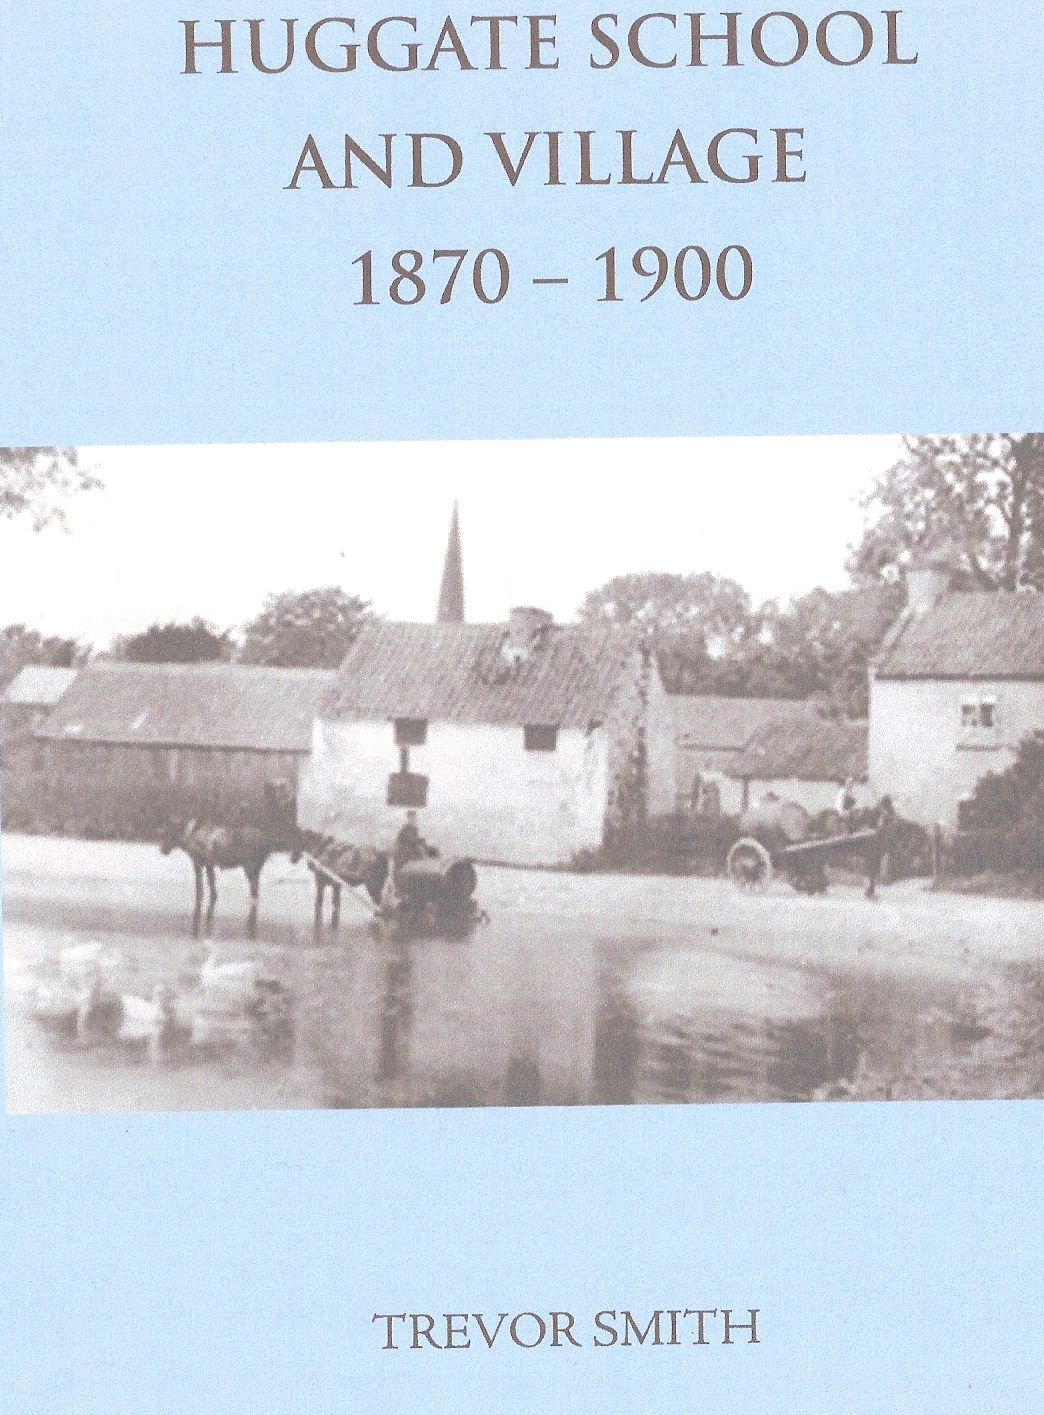 HUGGATE SCHOOL
AND VILLAGE
1870 – 1900
TREVOR SMITH